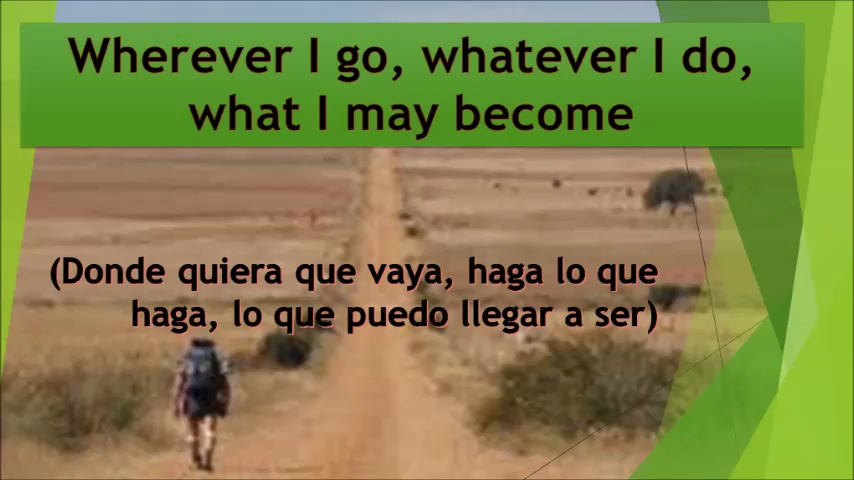 Wherever I go, whatever I do,
what I may become
(Donde quiera que vaya, haga lo que
haga, lo que puedo llegar a ser)